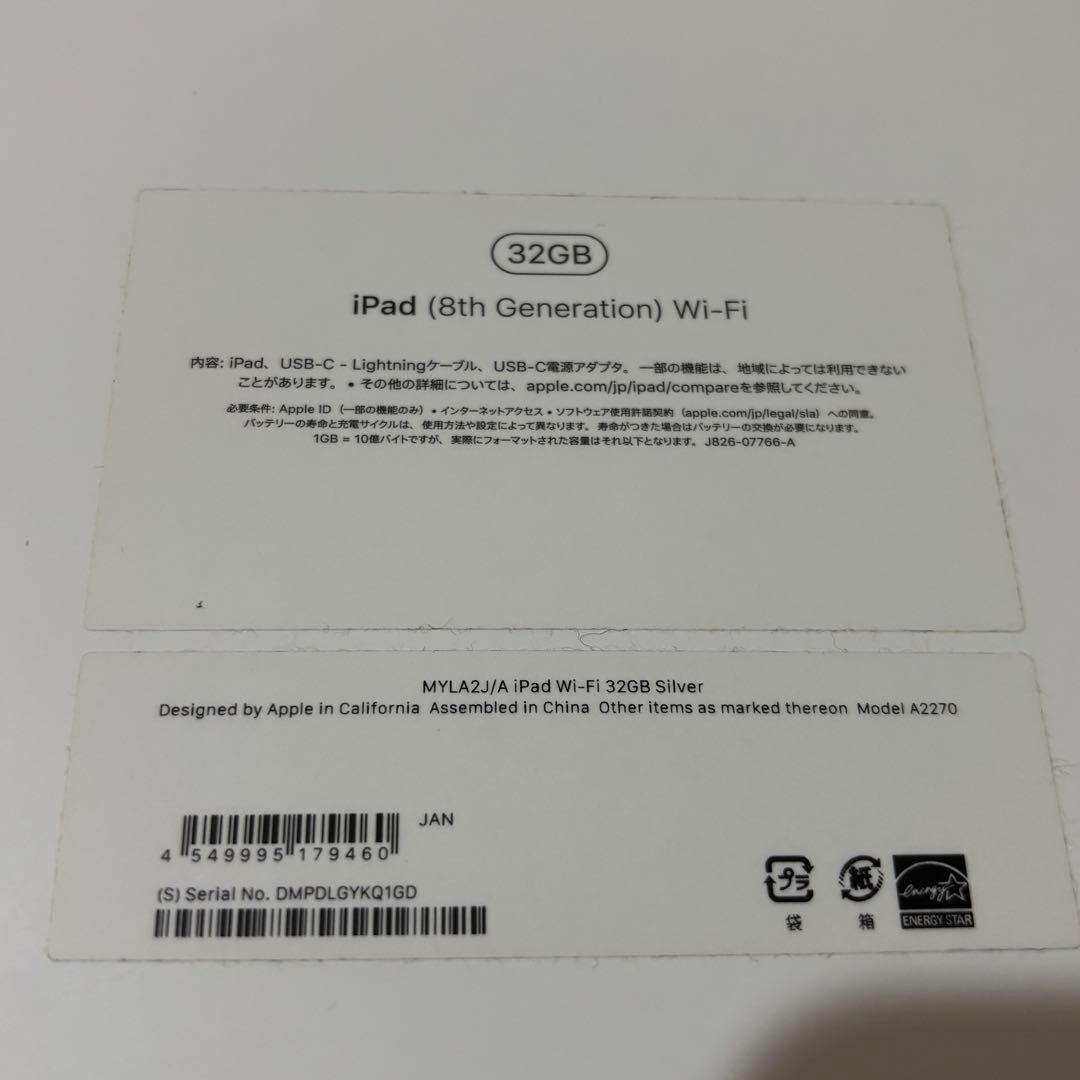 32GB
iPad (8th Generation) Wi-Fi
内容: iPad、USB-C - Lightningケーブル、USB-C電源アダプタ。一部の機能は、地域によっては利用できない
ことがあります。• その他の詳細については、apple.com/jp/ipad/compareを参照してください。
必要条件: Apple ID（一部の機能のみ）• インターネットアクセス • ソフトウェア使用許諾契約（apple.com/jp/legal/sla）への同意。
バッテリーの寿命と充電サイクルは、使用方法や設定によって異なります。寿命がつきた場合はバッテリーの交換が必要になります。
1GB = 10億バイトですが、実際にフォーマットされた容量はそれ以下となります。J826-07766-A
MYLA2J/A iPad Wi-Fi 32GB Silver
Designed by Apple in California Assembled in China Other items as marked thereon Model A2270
JAN
4 549995 179460
(S) Serial No. DMPDLGYKQ1GD
プラ
袋
紙
箱
energy
ENERGY STAR